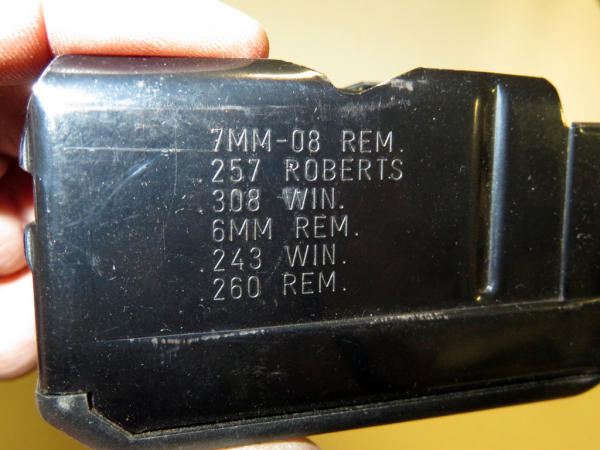 7MM-08 REM.
257 ROBERTS
.308 WIN.
6MM REM.
.243 WIN.
.260 REM.